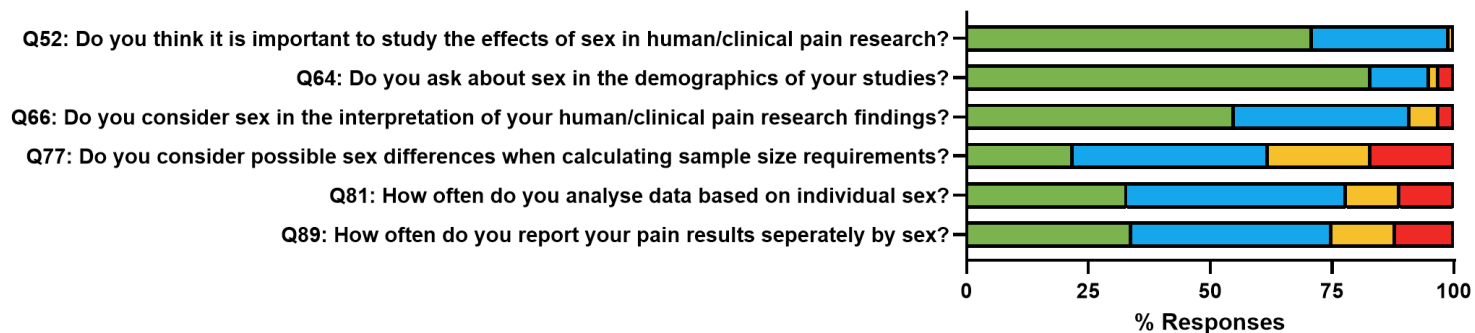 Q52: Do you think it is important to study the effects of sex in human/clinical pain research?
Q64: Do you ask about sex in the demographics of your studies?
Q66: Do you consider sex in the interpretation of your human/clinical pain research findings?
Q77: Do you consider possible sex differences when calculating sample size requirements?
Q81: How often do you analyse data based on individual sex?
Q89: How often do you report your pain results seperately by sex?
0 25 50 75 100
% Responses